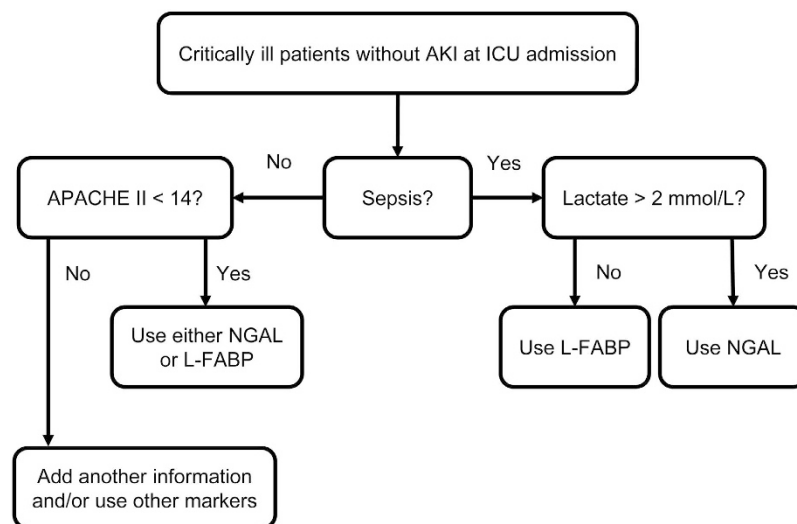 Critically ill patients without AKI at ICU admission
No
Yes
APACHE II < 14?
Sepsis?
Lactate > 2 mmol/L?
No
Yes
No
Yes
Use either NGAL
or L-FABP
Use L-FABP
Use NGAL
Add another information
and/or use other markers